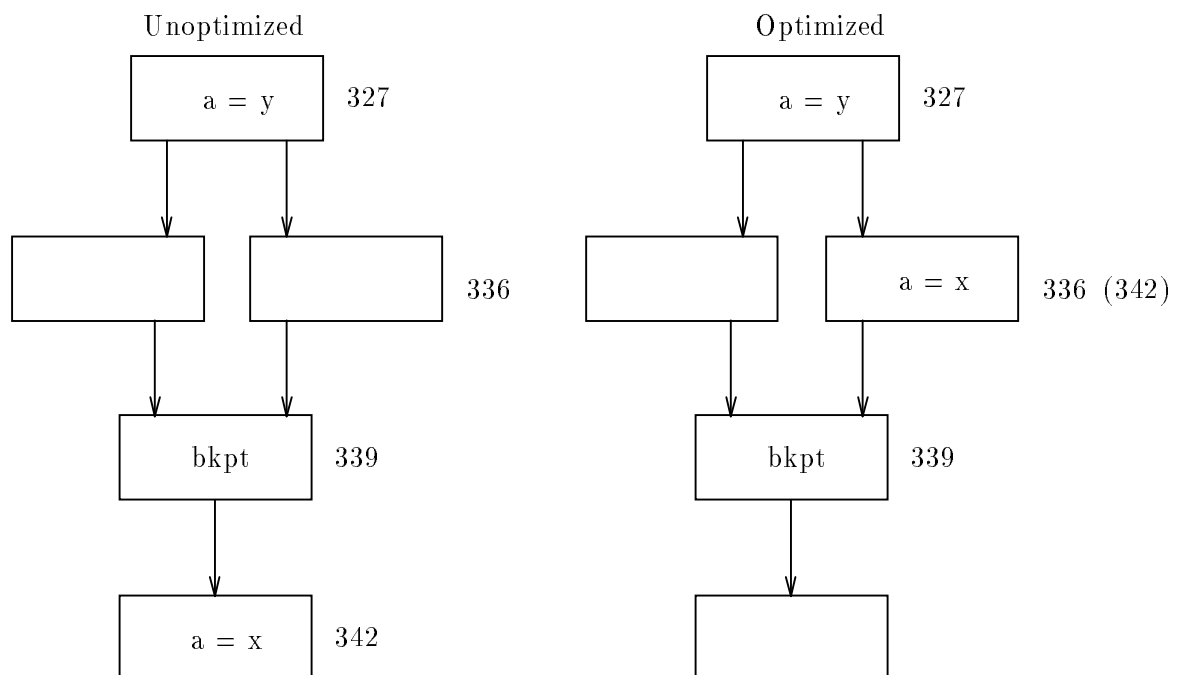 Unoptimized
a = y 327
336
bkpt 339
a = x 342
Optimized
a = y 327
a = x 336 (342)
bkpt 339